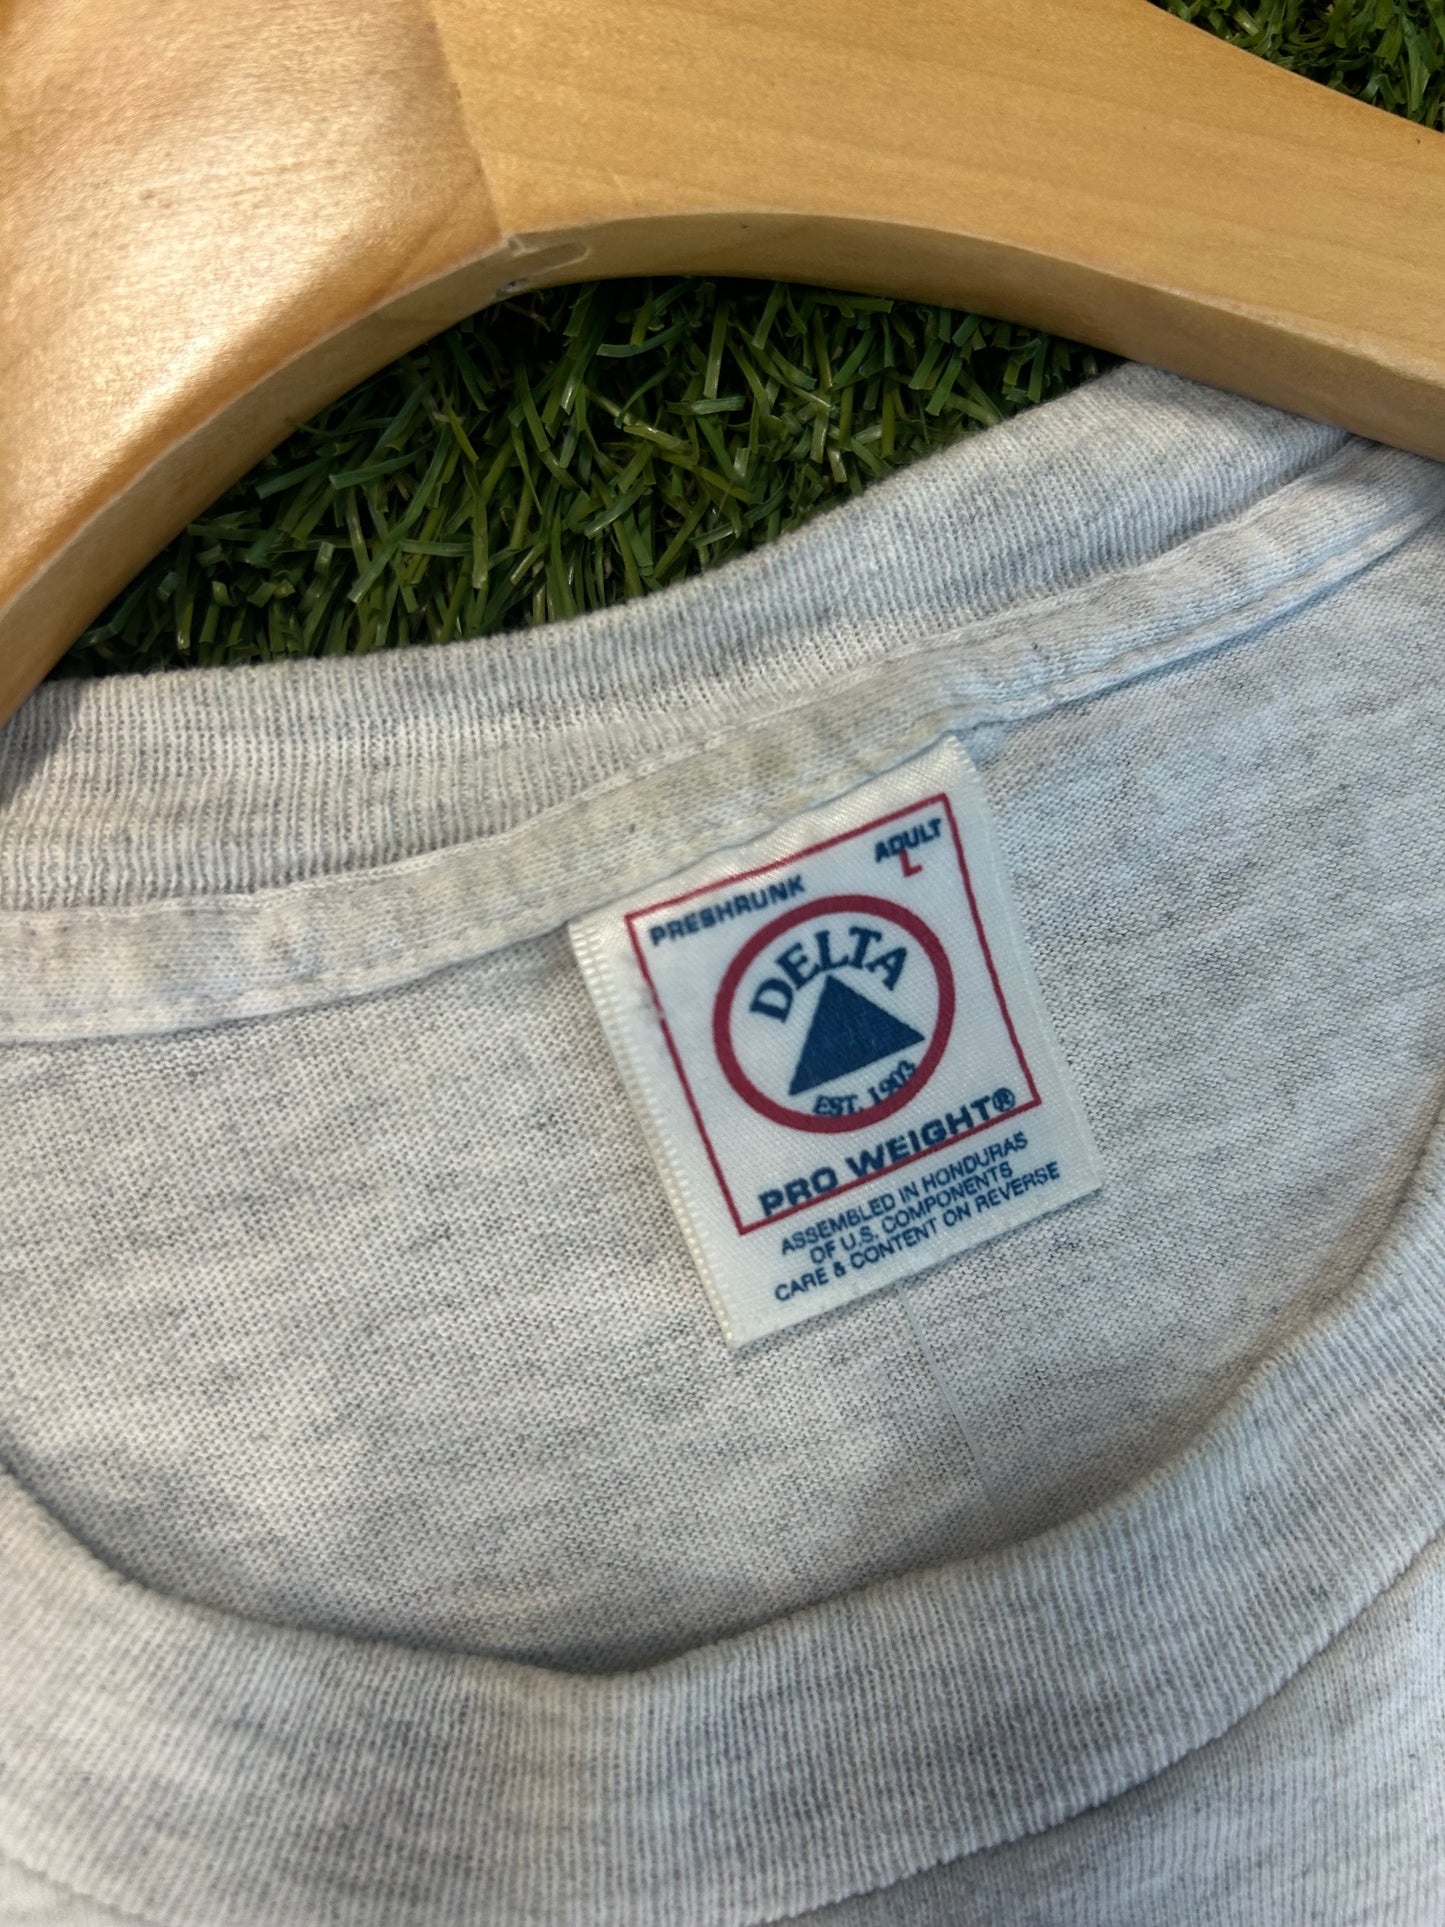 PRESHRUNK ADULT
L
DELTA
EST. 1903
PRO WEIGHT®
ASSEMBLED IN HONDURAS
OF U.S. COMPONENTS
CARE & CONTENT ON REVERSE